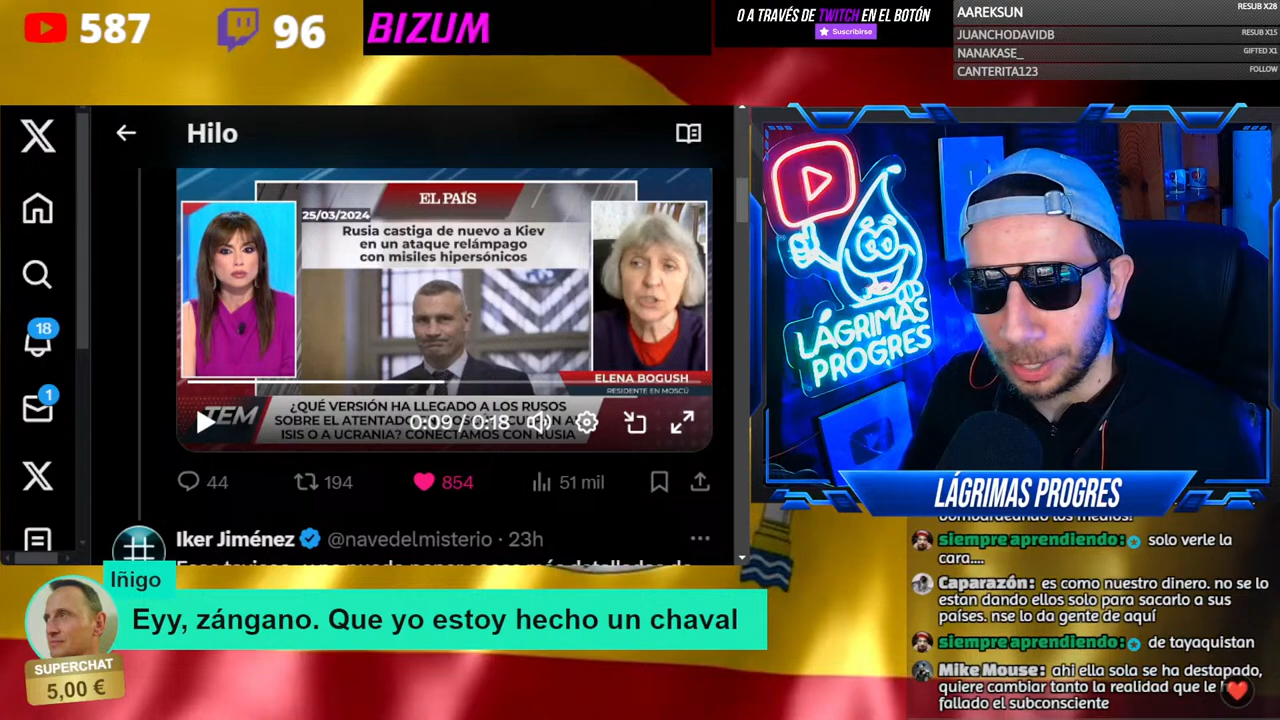 587
96
BIZUM
O A TRAVÉS DE TWITCH EN EL BOTÓN
Suscribirse
AAREKSUN RESUB X28
JUANCHODAVIDB RESUB X15
NANAKASE_ GIFTED X1
CANTERITA123 FOLLOW
Hilo
EL PAÍS
25/03/2024
Rusia castiga de nuevo a Kiev
en un ataque relámpago
con misiles hipersónicos
ELENA BOGUSH
RESIDENTE EN MOSCÚ
TEM
¿QUÉ VERSIÓN HA LLEGADO A LOS RUSOS
SOBRE EL ATENTADO
ISIS O A UCRANIA? CONECTAMOS CON RUSIA
0:09 / 0:18
44
194
854
51 mil
18
1
Iker Jiménez @navedelmisterio · 23h
LÁGRIMAS
PROGRES
LÁGRIMAS PROGRES
bombardeando los medios!
siempre aprendiendo: solo verle la
cara....
Caparazón: es como nuestro dinero. no se lo
están dando ellos solo para sacarlo a sus
países. nse lo da gente de aquí
siempre aprendiendo: de tayaquistan
Mike Mouse: ahi ella sola se ha destapado,
quiere cambiar tanto la realidad que le
fallado el subconsciente
Iñigo
Eyy, zángano. Que yo estoy hecho un chaval
SUPERCHAT
5,00 €